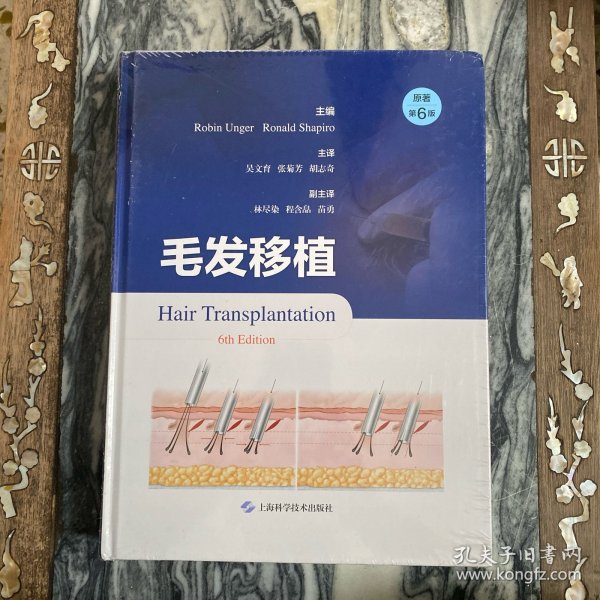 原著
第6版
主编
Robin Unger Ronald Shapiro
主译
吴文育 张菊芳 胡志奇
副主译
林尽染 程含晶 苗勇
毛发移植
Hair Transplantation
6th Edition
上海科学技术出版社
孔夫子旧书网
www.kongfz.com